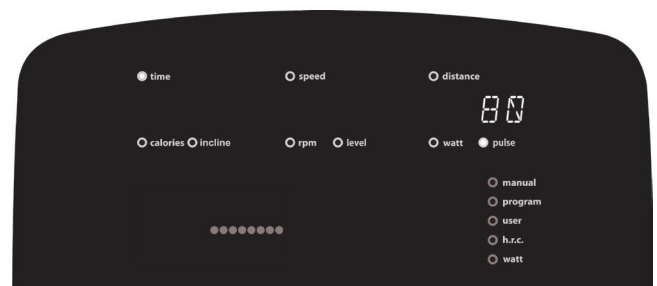 time speed distance
80
calories incline rpm level watt pulse
manual
program
user
h.r.c.
watt